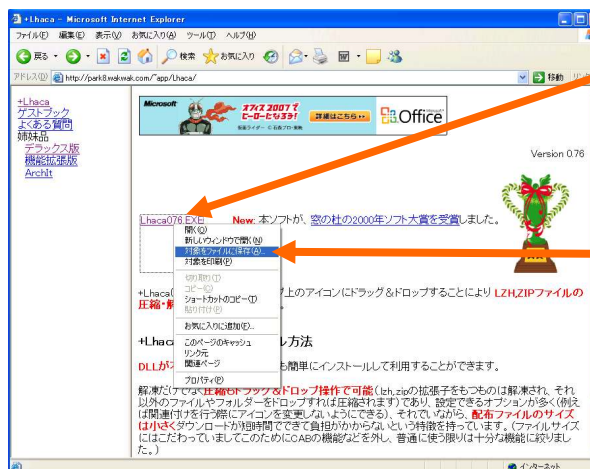 +Lhaca - Microsoft Internet Explorer
ファイル(F) 編集(E) 表示(V) お気に入り(A) ツール(T) ヘルプ(H)
戻る 検索 お気に入り
アドレス(D) http://park8.wakwak.com/~app/Lhaca/ 移動
+Lhaca
ゲストブック
よくある質問
姉妹品
デラックス版
機能拡張版
ArchIt
Microsoft オフィス 2007で ヒーローになろう! 詳細はこちら Office
Version 0.76
Lhaca076.EXE New: 本ソフトが、窓の杜の2000年ソフト大賞を受賞しました。
開く(O)
新しいウィンドウで開く(N)
対象をファイルに保存(A)...
対象を印刷(P)
切り取り(T)
コピー(C)
ショートカットのコピー(T)
貼り付け(P)
お気に入りに追加(F)...
このページのキャッシュ
リンク元
関連ページ
プロパティ(R)
+Lhaca 上のアイコンにドラッグ＆ドロップすることにより LZH,ZIPファイルの
圧縮・解
+Lhaca ル方法
DLLが も簡単にインストールして利用することができます。
解凍だけでなく圧縮もドラッグ＆ドロップ操作で可能(lzh,zipの拡張子をもつものは解凍され、それ
以外のファイルやフォルダーをドロップすれば圧縮されます)であり、設定できるオプションが多く(例え
ば関連付けを行う際にアイコンを変更しないようにできる)、それでいながら、配布ファイルのサイズ
は小さくダウンロードが短時間でできて負担がかからないという特徴を持っています。(ファイルサイズ
にはこだわっていましてこのためにCABの機能などを外し、普通に使う限りは十分な機能に絞りまし
た。)
インターネット